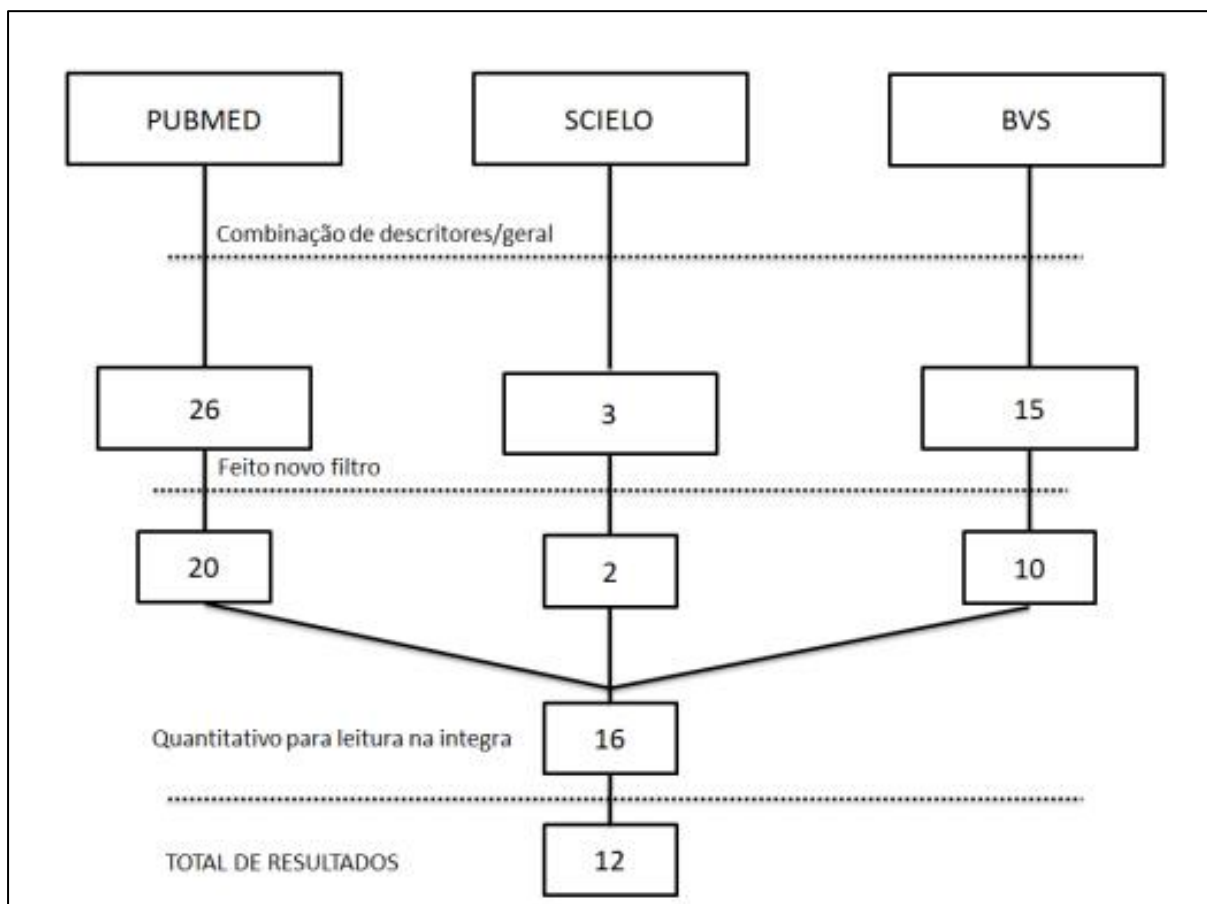 PUBMED
SCIELO
BVS
Combinação de descritores/geral
26
3
15
Feito novo filtro
20
2
10
Quantitativo para leitura na integra
16
TOTAL DE RESULTADOS
12